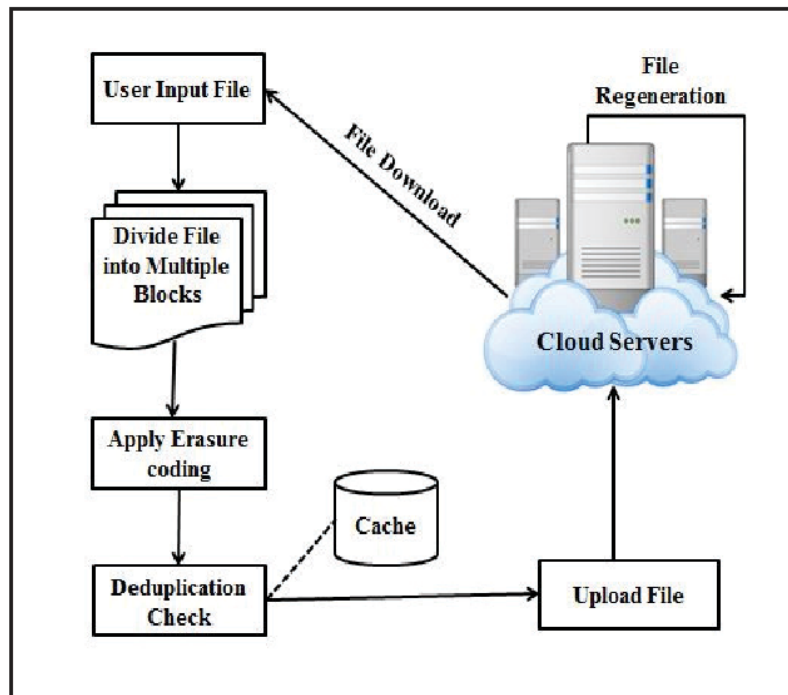 User Input File
Divide File
into Multiple
Blocks
Apply Erasure
coding
Deduplication
Check
Cache
Upload File
Cloud Servers
File
Regeneration
File Download